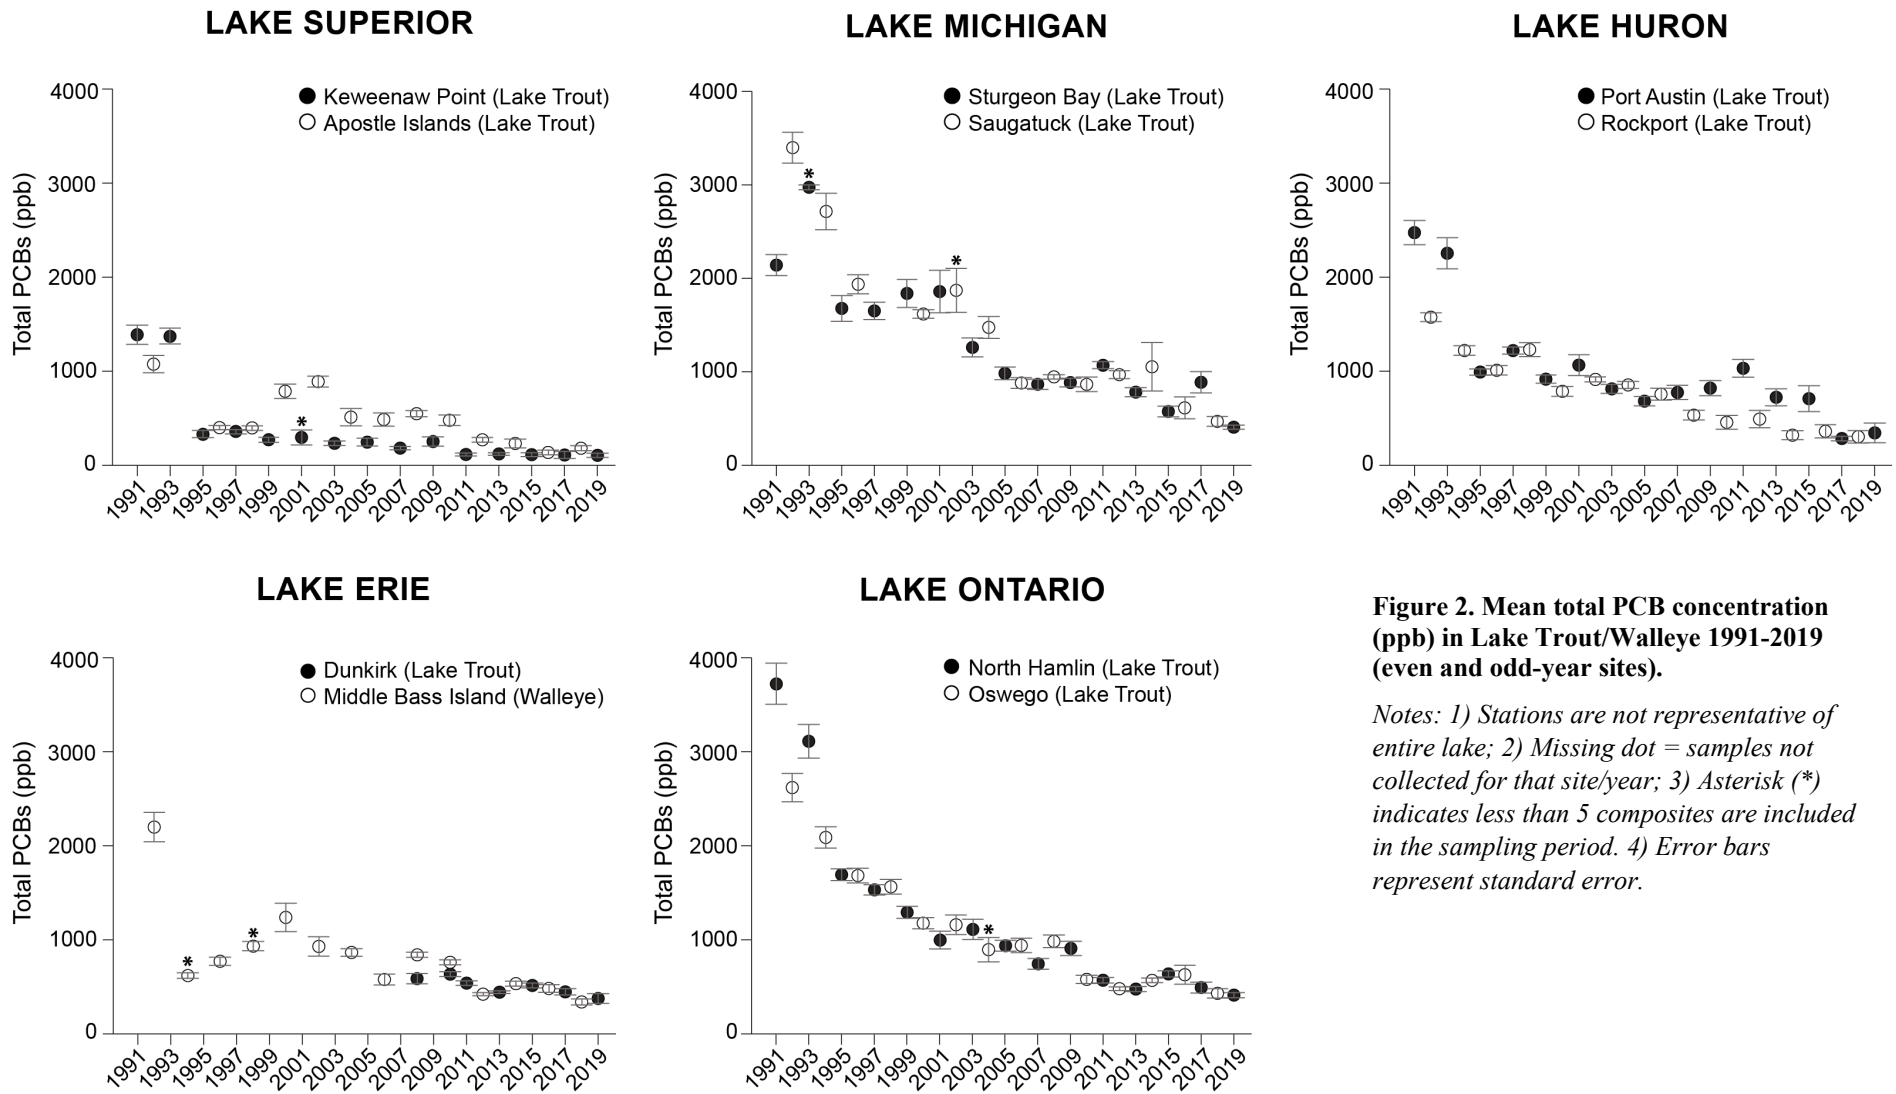 LAKE SUPERIOR
4000
3000
2000
1000
0
Total PCBs (ppb)
Keweenaw Point (Lake Trout)
Apostle Islands (Lake Trout)
*
1991 1993 1995 1997 1999 2001 2003 2005 2007 2009 2011 2013 2015 2017 2019
LAKE MICHIGAN
4000
3000
2000
1000
0
Total PCBs (ppb)
Sturgeon Bay (Lake Trout)
Saugatuck (Lake Trout)
*
*
1991 1993 1995 1997 1999 2001 2003 2005 2007 2009 2011 2013 2015 2017 2019
LAKE HURON
4000
3000
2000
1000
0
Total PCBs (ppb)
Port Austin (Lake Trout)
Rockport (Lake Trout)
1991 1993 1995 1997 1999 2001 2003 2005 2007 2009 2011 2013 2015 2017 2019
LAKE ERIE
4000
3000
2000
1000
0
Total PCBs (ppb)
Dunkirk (Lake Trout)
Middle Bass Island (Walleye)
*
*
1991 1993 1995 1997 1999 2001 2003 2005 2007 2009 2011 2013 2015 2017 2019
LAKE ONTARIO
4000
3000
2000
1000
0
Total PCBs (ppb)
North Hamlin (Lake Trout)
Oswego (Lake Trout)
*
1991 1993 1995 1997 1999 2001 2003 2005 2007 2009 2011 2013 2015 2017 2019
Figure 2. Mean total PCB concentration
(ppb) in Lake Trout/Walleye 1991-2019
(even and odd-year sites).
Notes: 1) Stations are not representative of
entire lake; 2) Missing dot = samples not
collected for that site/year; 3) Asterisk (*)
indicates less than 5 composites are included
in the sampling period. 4) Error bars
represent standard error.